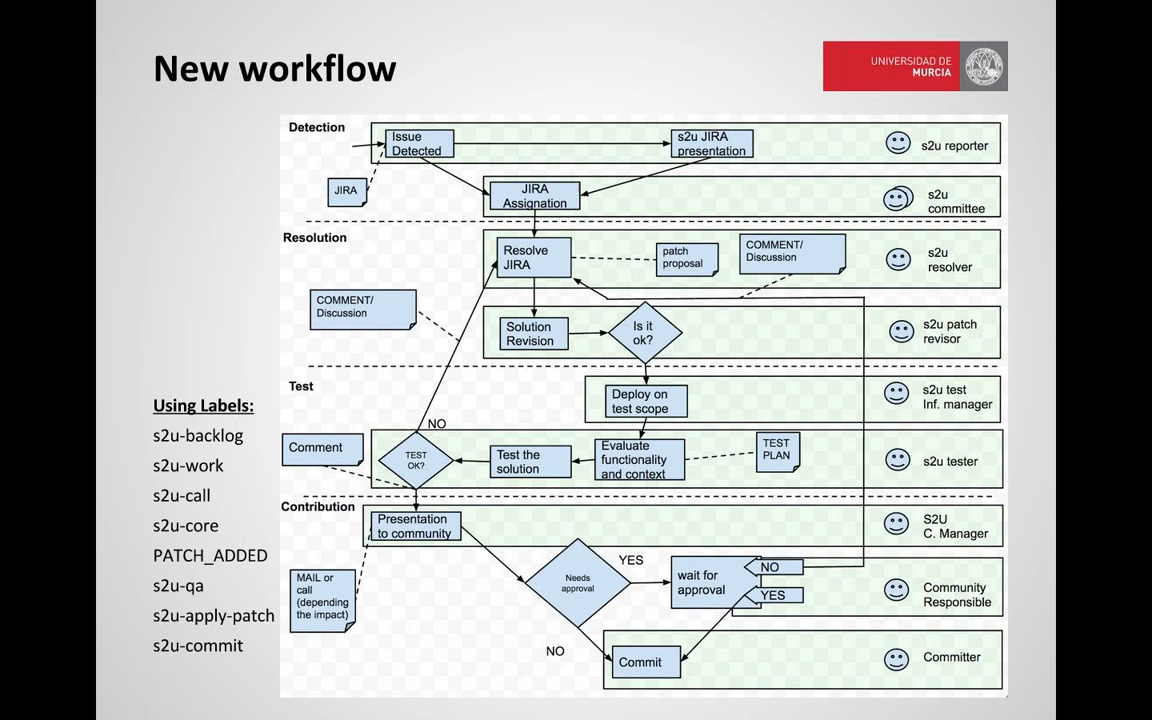 New workflow
UNIVERSIDAD DE
MURCIA
Detection
Issue
Detected
s2u JIRA
presentation
s2u reporter
JIRA
JIRA
Assignation
s2u
committee
Resolution
Resolve
JIRA
patch
proposal
COMMENT/
Discussion
s2u
resolver
COMMENT/
Discussion
Solution
Revision
Is it
ok?
s2u patch
revisor
Test
Deploy on
test scope
s2u test
Inf. manager
NO
Comment
TEST
OK?
Test the
solution
Evaluate
functionality
and context
TEST
PLAN
s2u tester
Contribution
Presentation
to community
S2U
C. Manager
MAIL or
call
(depending
the impact)
Needs
approval
YES
wait for
approval
NO
YES
Community
Responsible
NO
Commit
Committer
Using Labels:
s2u-backlog
s2u-work
s2u-call
s2u-core
PATCH_ADDED
s2u-qa
s2u-apply-patch
s2u-commit